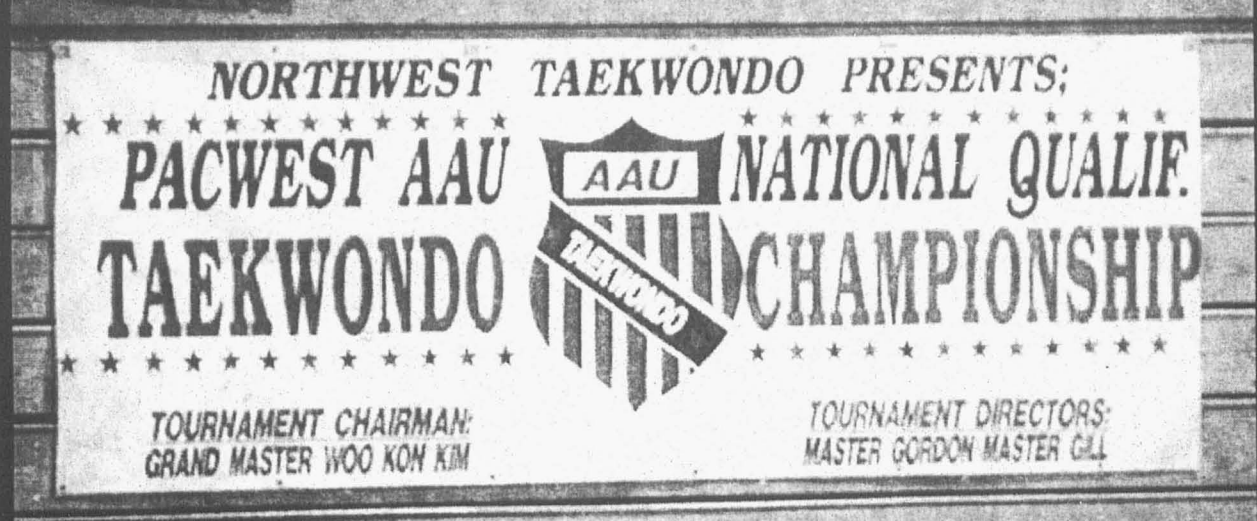 NORTHWEST TAEKWONDO PRESENTS;
PACWEST AAU
TAEKWONDO
AAU
TAEKWONDO
NATIONAL QUALIF.
CHAMPIONSHIP
TOURNAMENT CHAIRMAN:
GRAND MASTER WOO KON KIM
TOURNAMENT DIRECTORS:
MASTER GORDON MASTER GILL